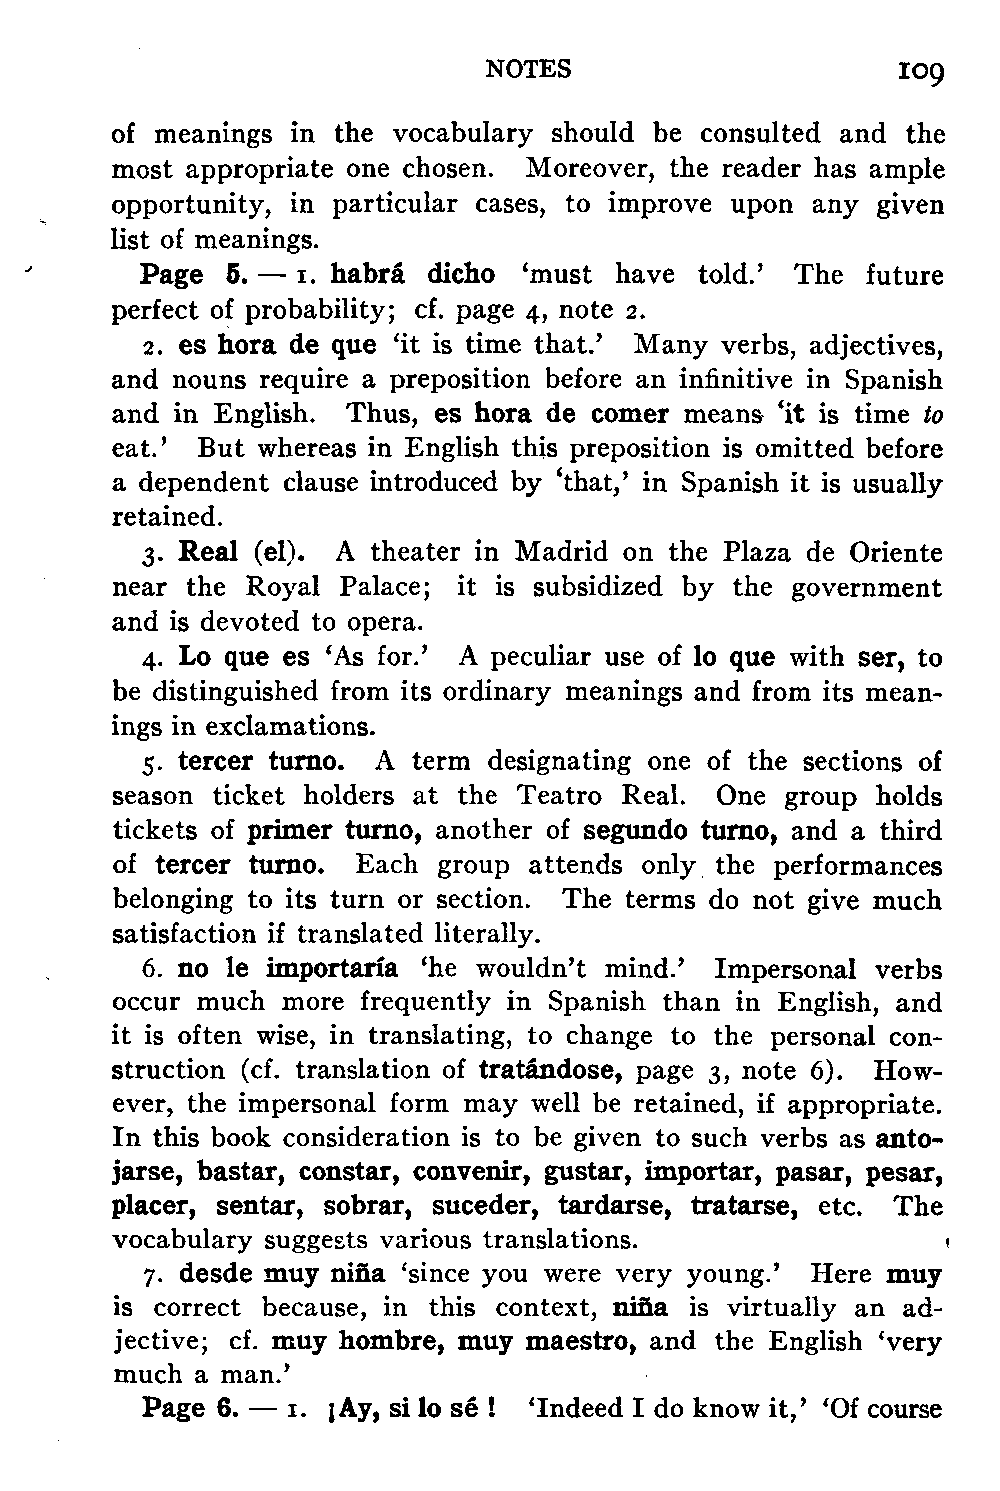 NOTES 109
of meanings in the vocabulary should be consulted and the
most appropriate one chosen. Moreover, the reader has ample
opportunity, in particular cases, to improve upon any given
list of meanings.
Page 5. — 1. habrá dicho ‘must have told.’ The future
perfect of probability; cf. page 4, note 2.
2. es hora de que ‘it is time that.’ Many verbs, adjectives,
and nouns require a preposition before an infinitive in Spanish
and in English. Thus, es hora de comer means ‘it is time to
eat.’ But whereas in English this preposition is omitted before
a dependent clause introduced by ‘that,’ in Spanish it is usually
retained.
3. Real (el). A theater in Madrid on the Plaza de Oriente
near the Royal Palace; it is subsidized by the government
and is devoted to opera.
4. Lo que es ‘As for.’ A peculiar use of lo que with ser, to
be distinguished from its ordinary meanings and from its mean-
ings in exclamations.
5. tercer turno. A term designating one of the sections of
season ticket holders at the Teatro Real. One group holds
tickets of primer turno, another of segundo turno, and a third
of tercer turno. Each group attends only the performances
belonging to its turn or section. The terms do not give much
satisfaction if translated literally.
6. no le importaría ‘he wouldn’t mind.’ Impersonal verbs
occur much more frequently in Spanish than in English, and
it is often wise, in translating, to change to the personal con-
struction (cf. translation of tratándose, page 3, note 6). How-
ever, the impersonal form may well be retained, if appropriate.
In this book consideration is to be given to such verbs as anto-
jarse, bastar, constar, convenir, gustar, importar, pasar, pesar,
placer, sentar, sobrar, suceder, tardarse, tratarse, etc. The
vocabulary suggests various translations.
7. desde muy niña ‘since you were very young.’ Here muy
is correct because, in this context, niña is virtually an ad-
jective; cf. muy hombre, muy maestro, and the English ‘very
much a man.’
Page 6. — 1. ¡Ay, si lo sé! ‘Indeed I do know it,’ ‘Of course